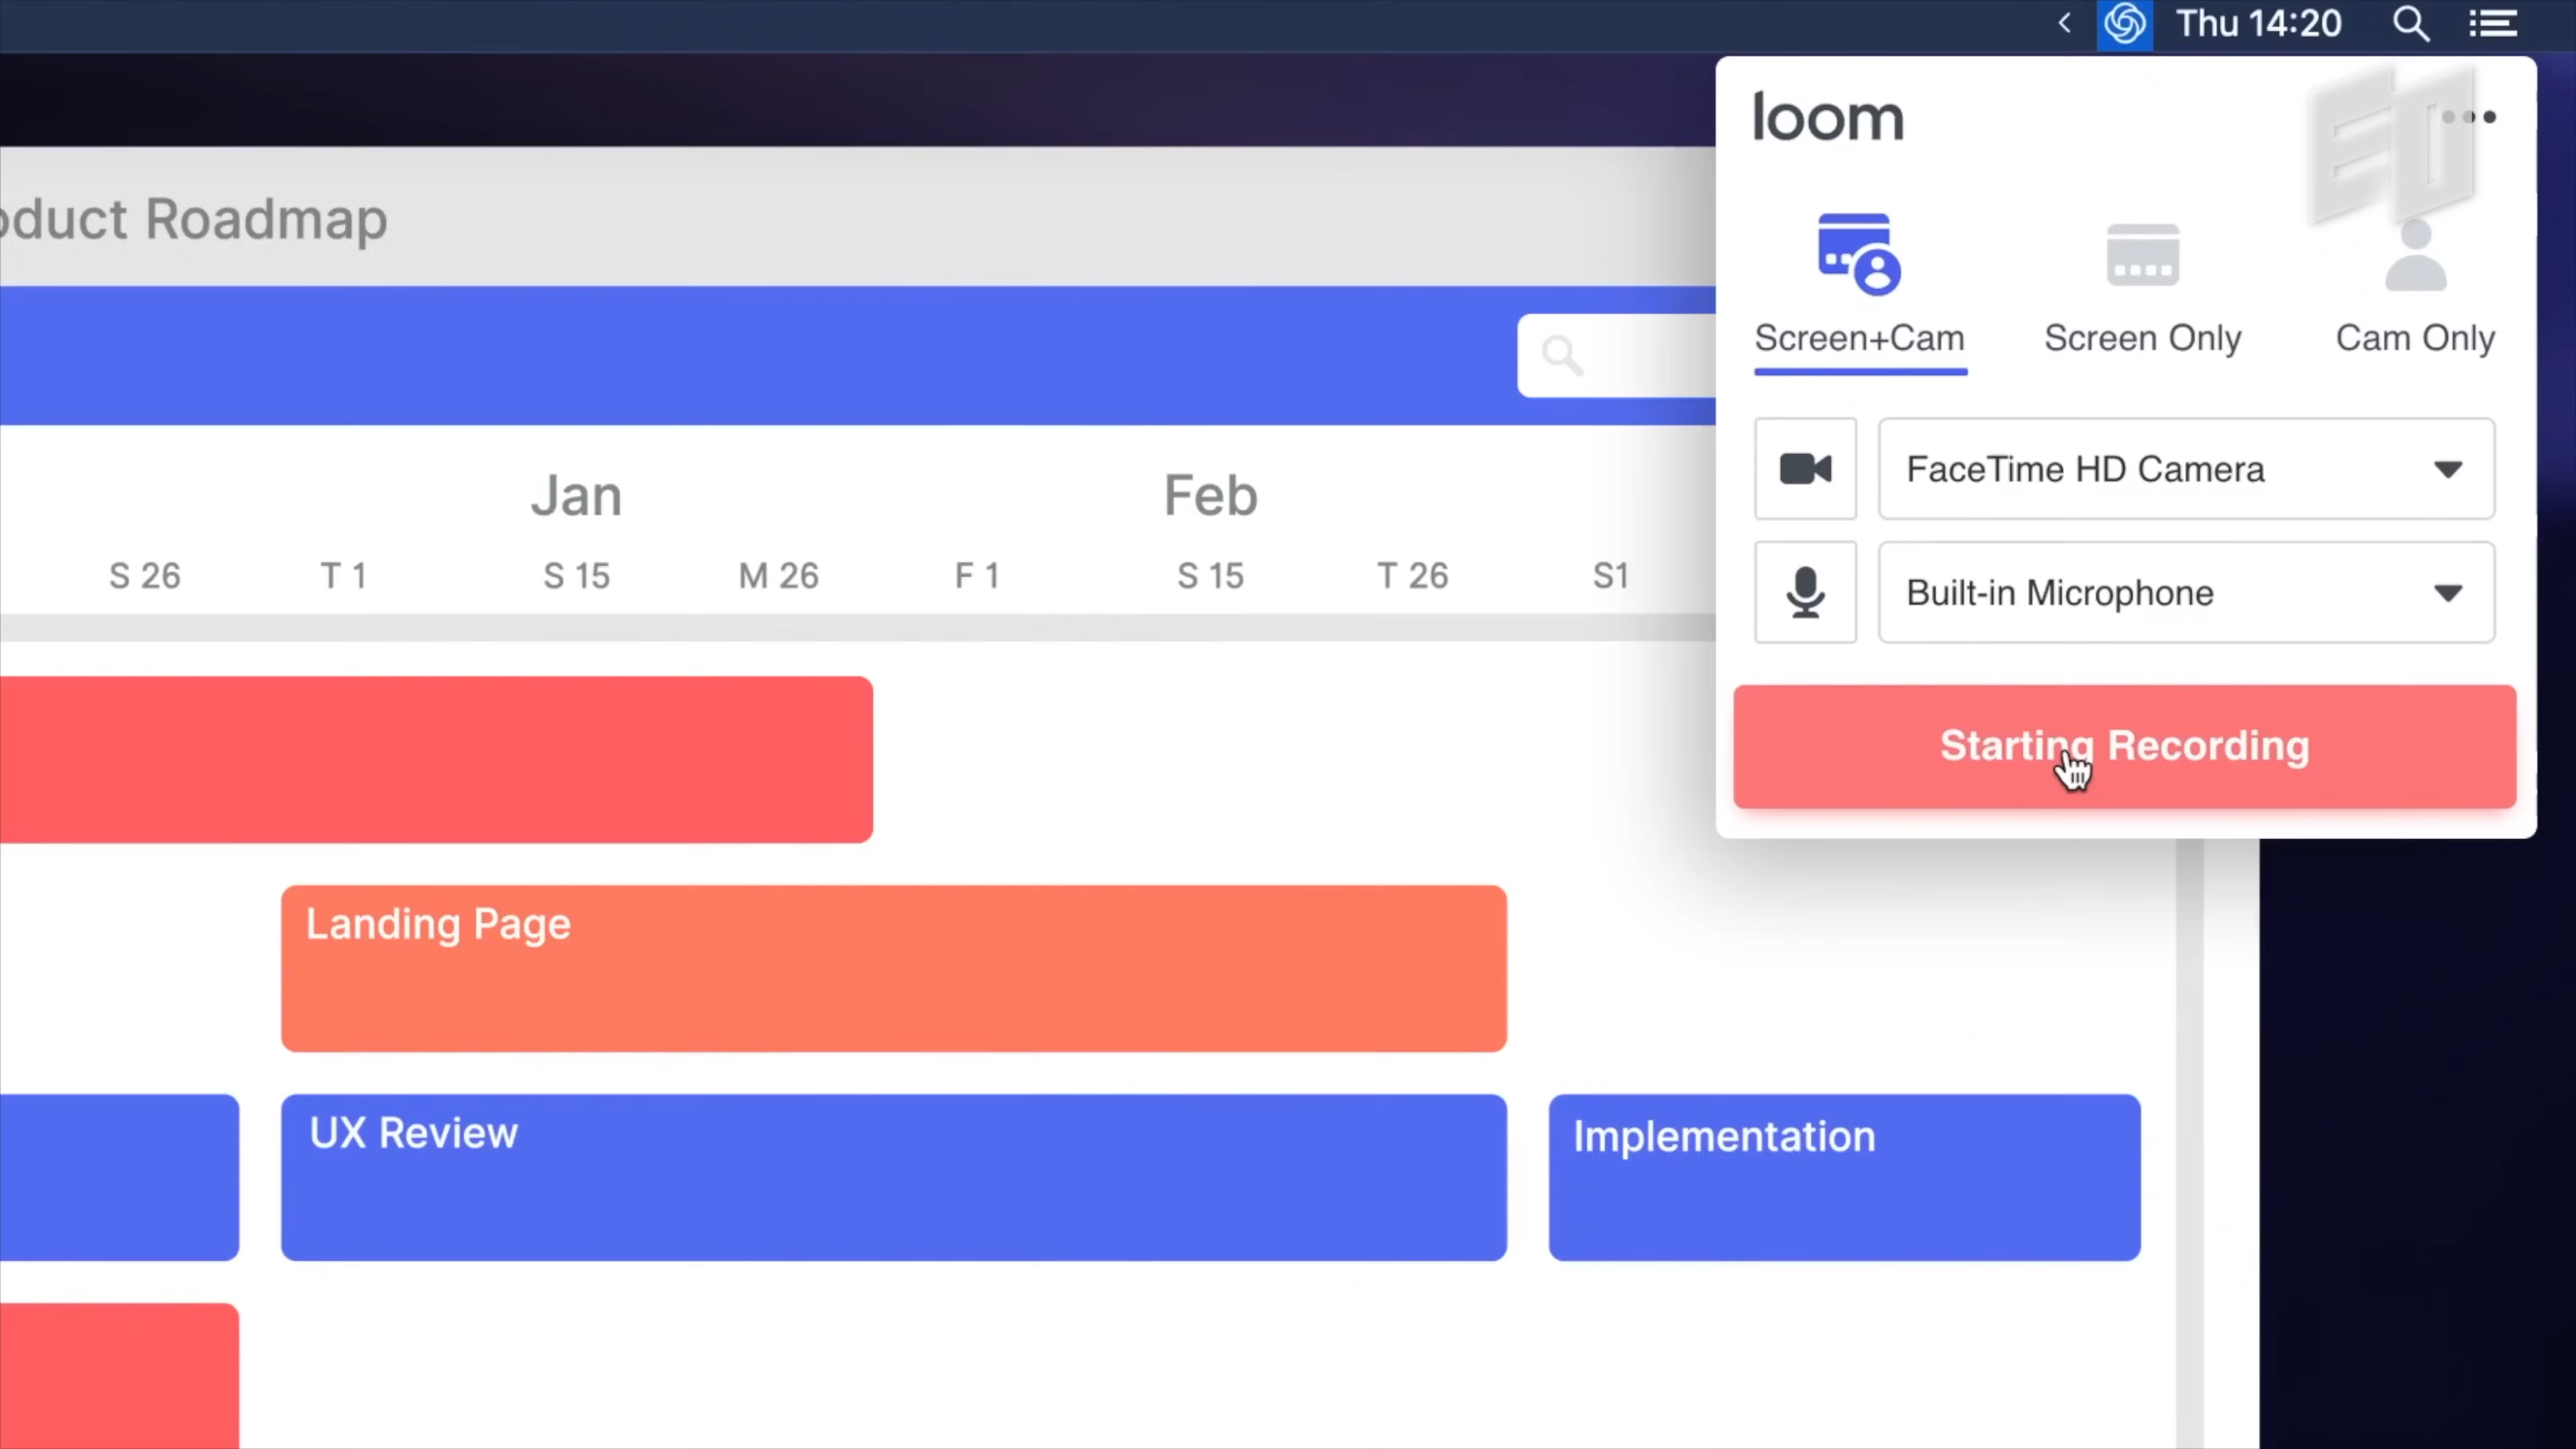 Thu 14:20
loom
EO
oduct Roadmap
Screen+Cam
Screen Only
Cam Only
FaceTime HD Camera
Jan
Feb
S 26
T 1
S 15
M 26
F 1
S 15
T 26
S1
Built-in Microphone
Starting Recording
Landing Page
UX Review
Implementation